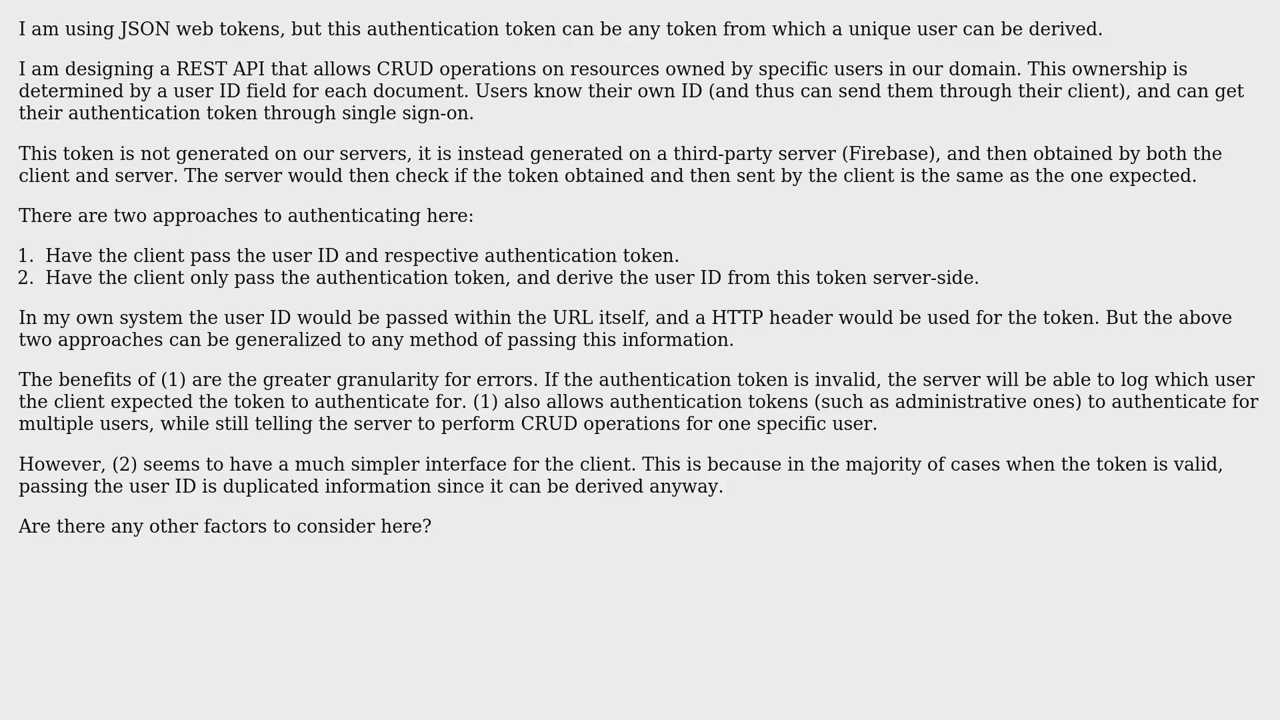 I am using JSON web tokens, but this authentication token can be any token from which a unique user can be derived.
I am designing a REST API that allows CRUD operations on resources owned by specific users in our domain. This ownership is
determined by a user ID field for each document. Users know their own ID (and thus can send them through their client), and can get
their authentication token through single sign-on.
This token is not generated on our servers, it is instead generated on a third-party server (Firebase), and then obtained by both the
client and server. The server would then check if the token obtained and then sent by the client is the same as the one expected.
There are two approaches to authenticating here:
1. Have the client pass the user ID and respective authentication token.
2. Have the client only pass the authentication token, and derive the user ID from this token server-side.
In my own system the user ID would be passed within the URL itself, and a HTTP header would be used for the token. But the above
two approaches can be generalized to any method of passing this information.
The benefits of (1) are the greater granularity for errors. If the authentication token is invalid, the server will be able to log which user
the client expected the token to authenticate for. (1) also allows authentication tokens (such as administrative ones) to authenticate for
multiple users, while still telling the server to perform CRUD operations for one specific user.
However, (2) seems to have a much simpler interface for the client. This is because in the majority of cases when the token is valid,
passing the user ID is duplicated information since it can be derived anyway.
Are there any other factors to consider here?